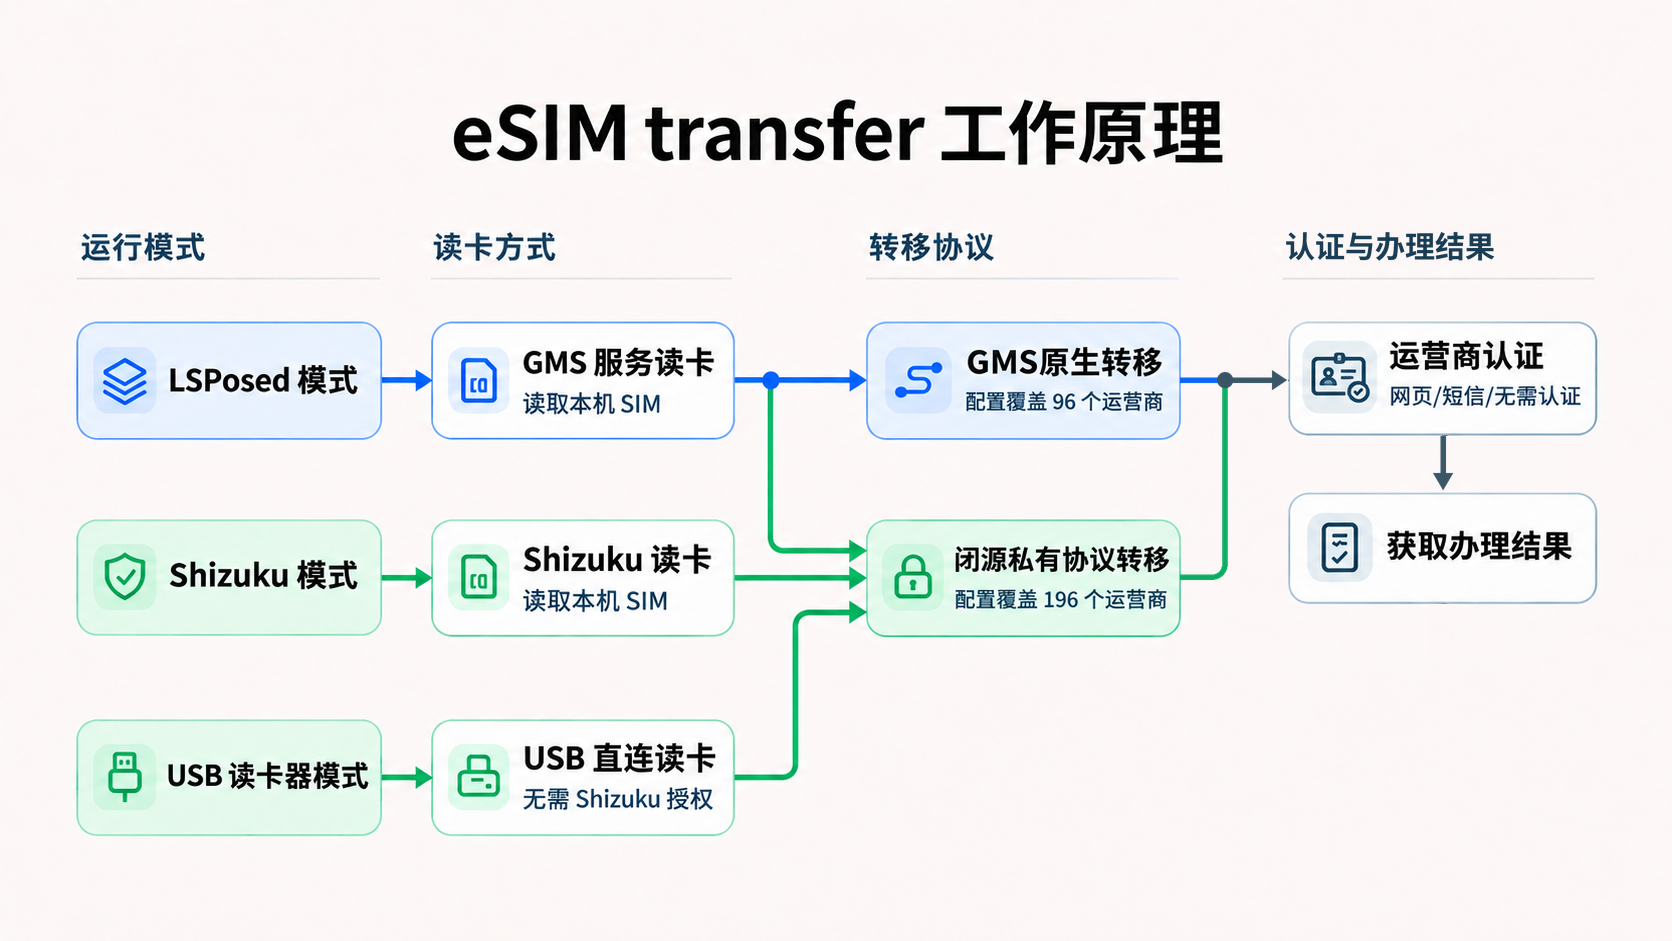 eSIM transfer 工作原理
运行模式
读卡方式
转移协议
认证与办理结果
LSPosed 模式
GMS 服务读卡
读取本机 SIM
GMS原生转移
配置覆盖 96 个运营商
运营商认证
网页/短信/无需认证
Shizuku 模式
Shizuku 读卡
读取本机 SIM
闭源私有协议转移
配置覆盖 196 个运营商
获取办理结果
USB 读卡器模式
USB 直连读卡
无需 Shizuku 授权